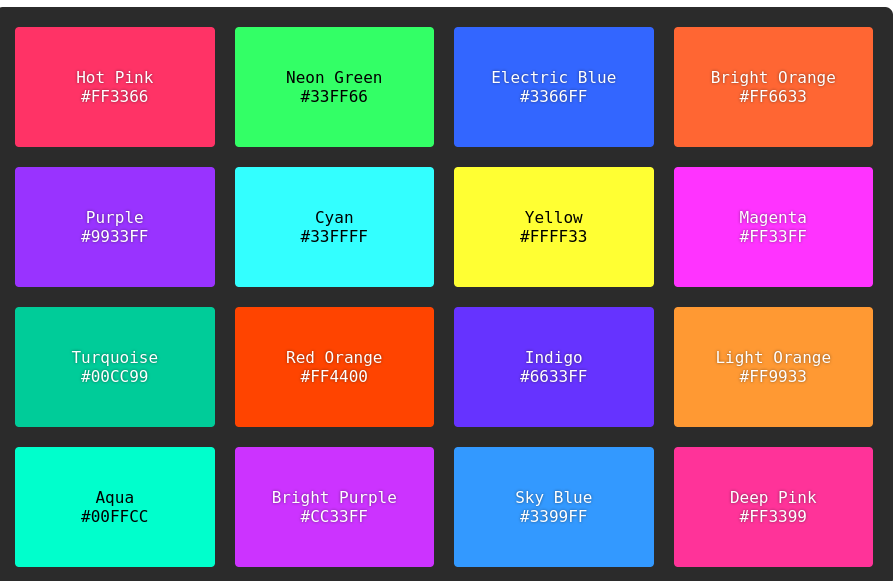 Hot Pink
#FF3366
Neon Green
#33FF66
Electric Blue
#3366FF
Bright Orange
#FF6633
Purple
#9933FF
Cyan
#33FFFF
Yellow
#FFFF33
Magenta
#FF33FF
Turquoise
#00CC99
Red Orange
#FF4400
Indigo
#6633FF
Light Orange
#FF9933
Aqua
#00FFCC
Bright Purple
#CC33FF
Sky Blue
#3399FF
Deep Pink
#FF3399